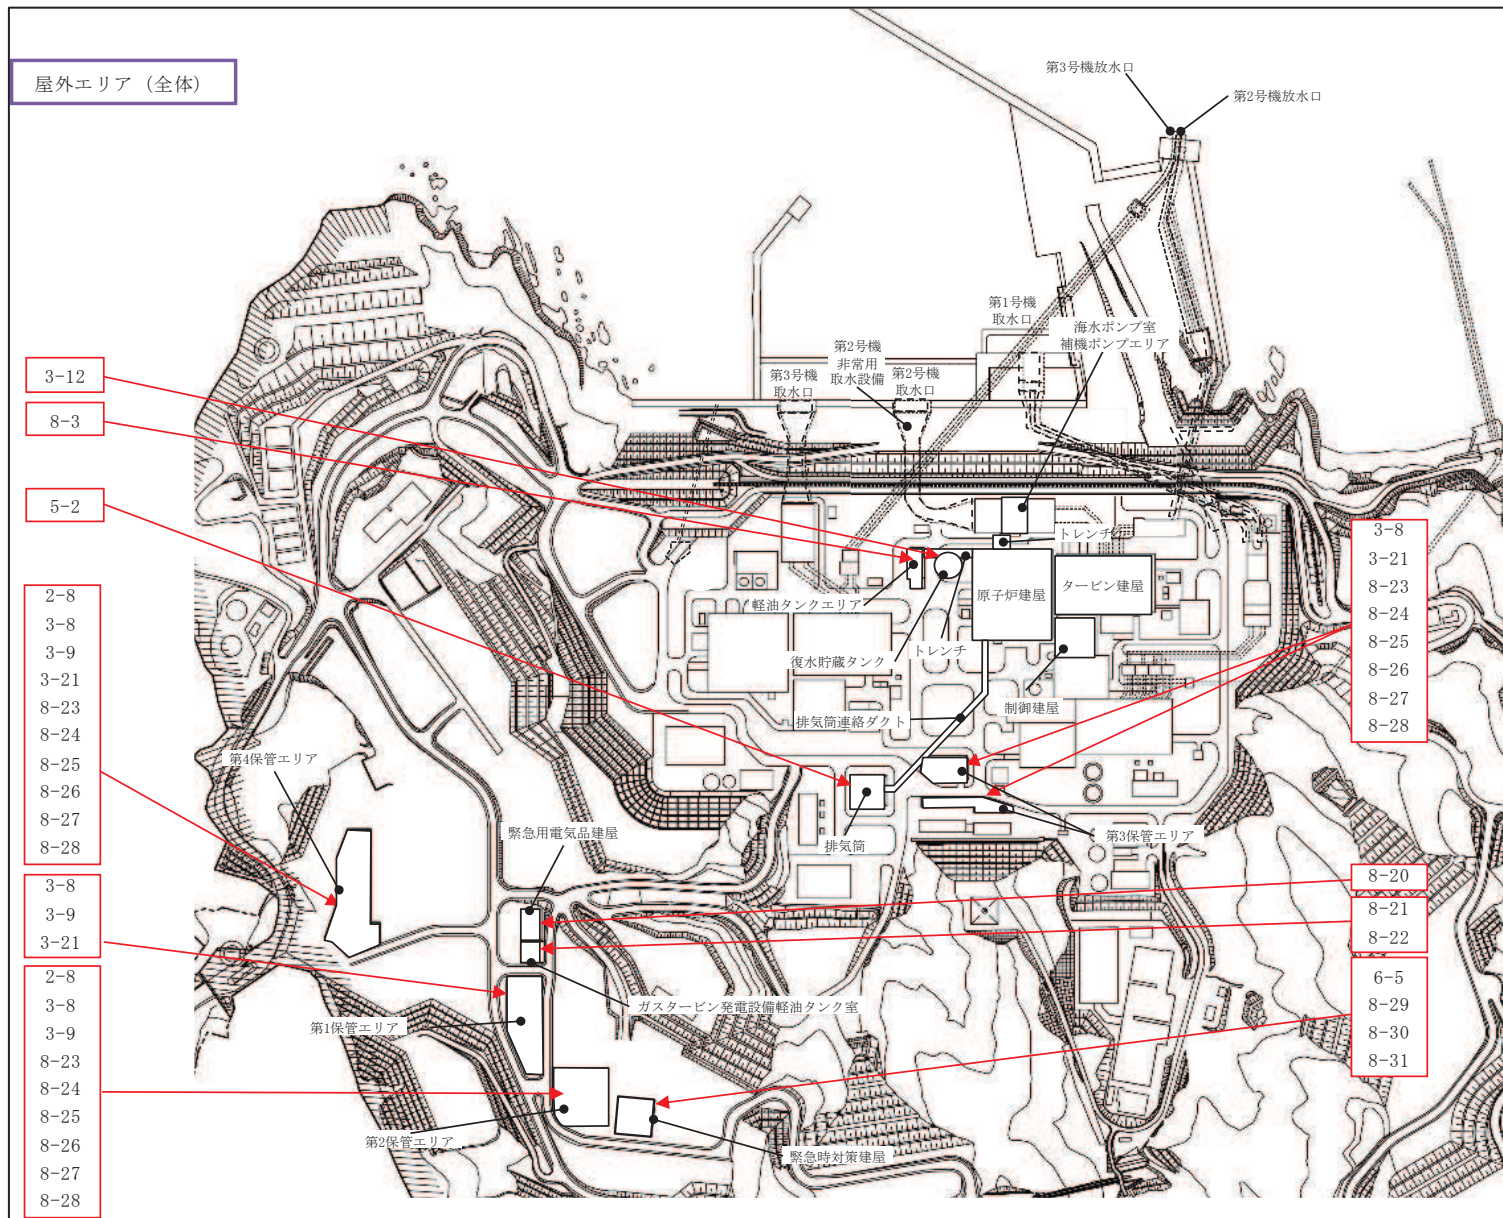 屋外エリア（全体）
第3号機放水口
第2号機放水口
第1号機
取水口
海水ポンプ室
補機ポンプエリア
第2号機
非常用
取水設備
第3号機
取水口
第2号機
取水口
3-12
8-3
5-2
トレンチ
原子炉建屋
タービン建屋
軽油タンクエリア
復水貯蔵タンク
トレンチ
制御建屋
排気筒連絡ダクト
3-8
3-21
8-23
8-24
8-25
8-26
8-27
8-28
2-8
3-8
3-9
3-21
8-23
8-24
8-25
8-26
8-27
8-28
第4保管エリア
緊急用電気品建屋
排気筒
第3保管エリア
8-20
8-21
8-22
3-8
3-9
3-21
ガスタービン発電設備軽油タンク室
第1保管エリア
6-5
8-29
8-30
8-31
2-8
3-8
3-9
8-23
8-24
8-25
8-26
8-27
8-28
第2保管エリア
緊急時対策建屋